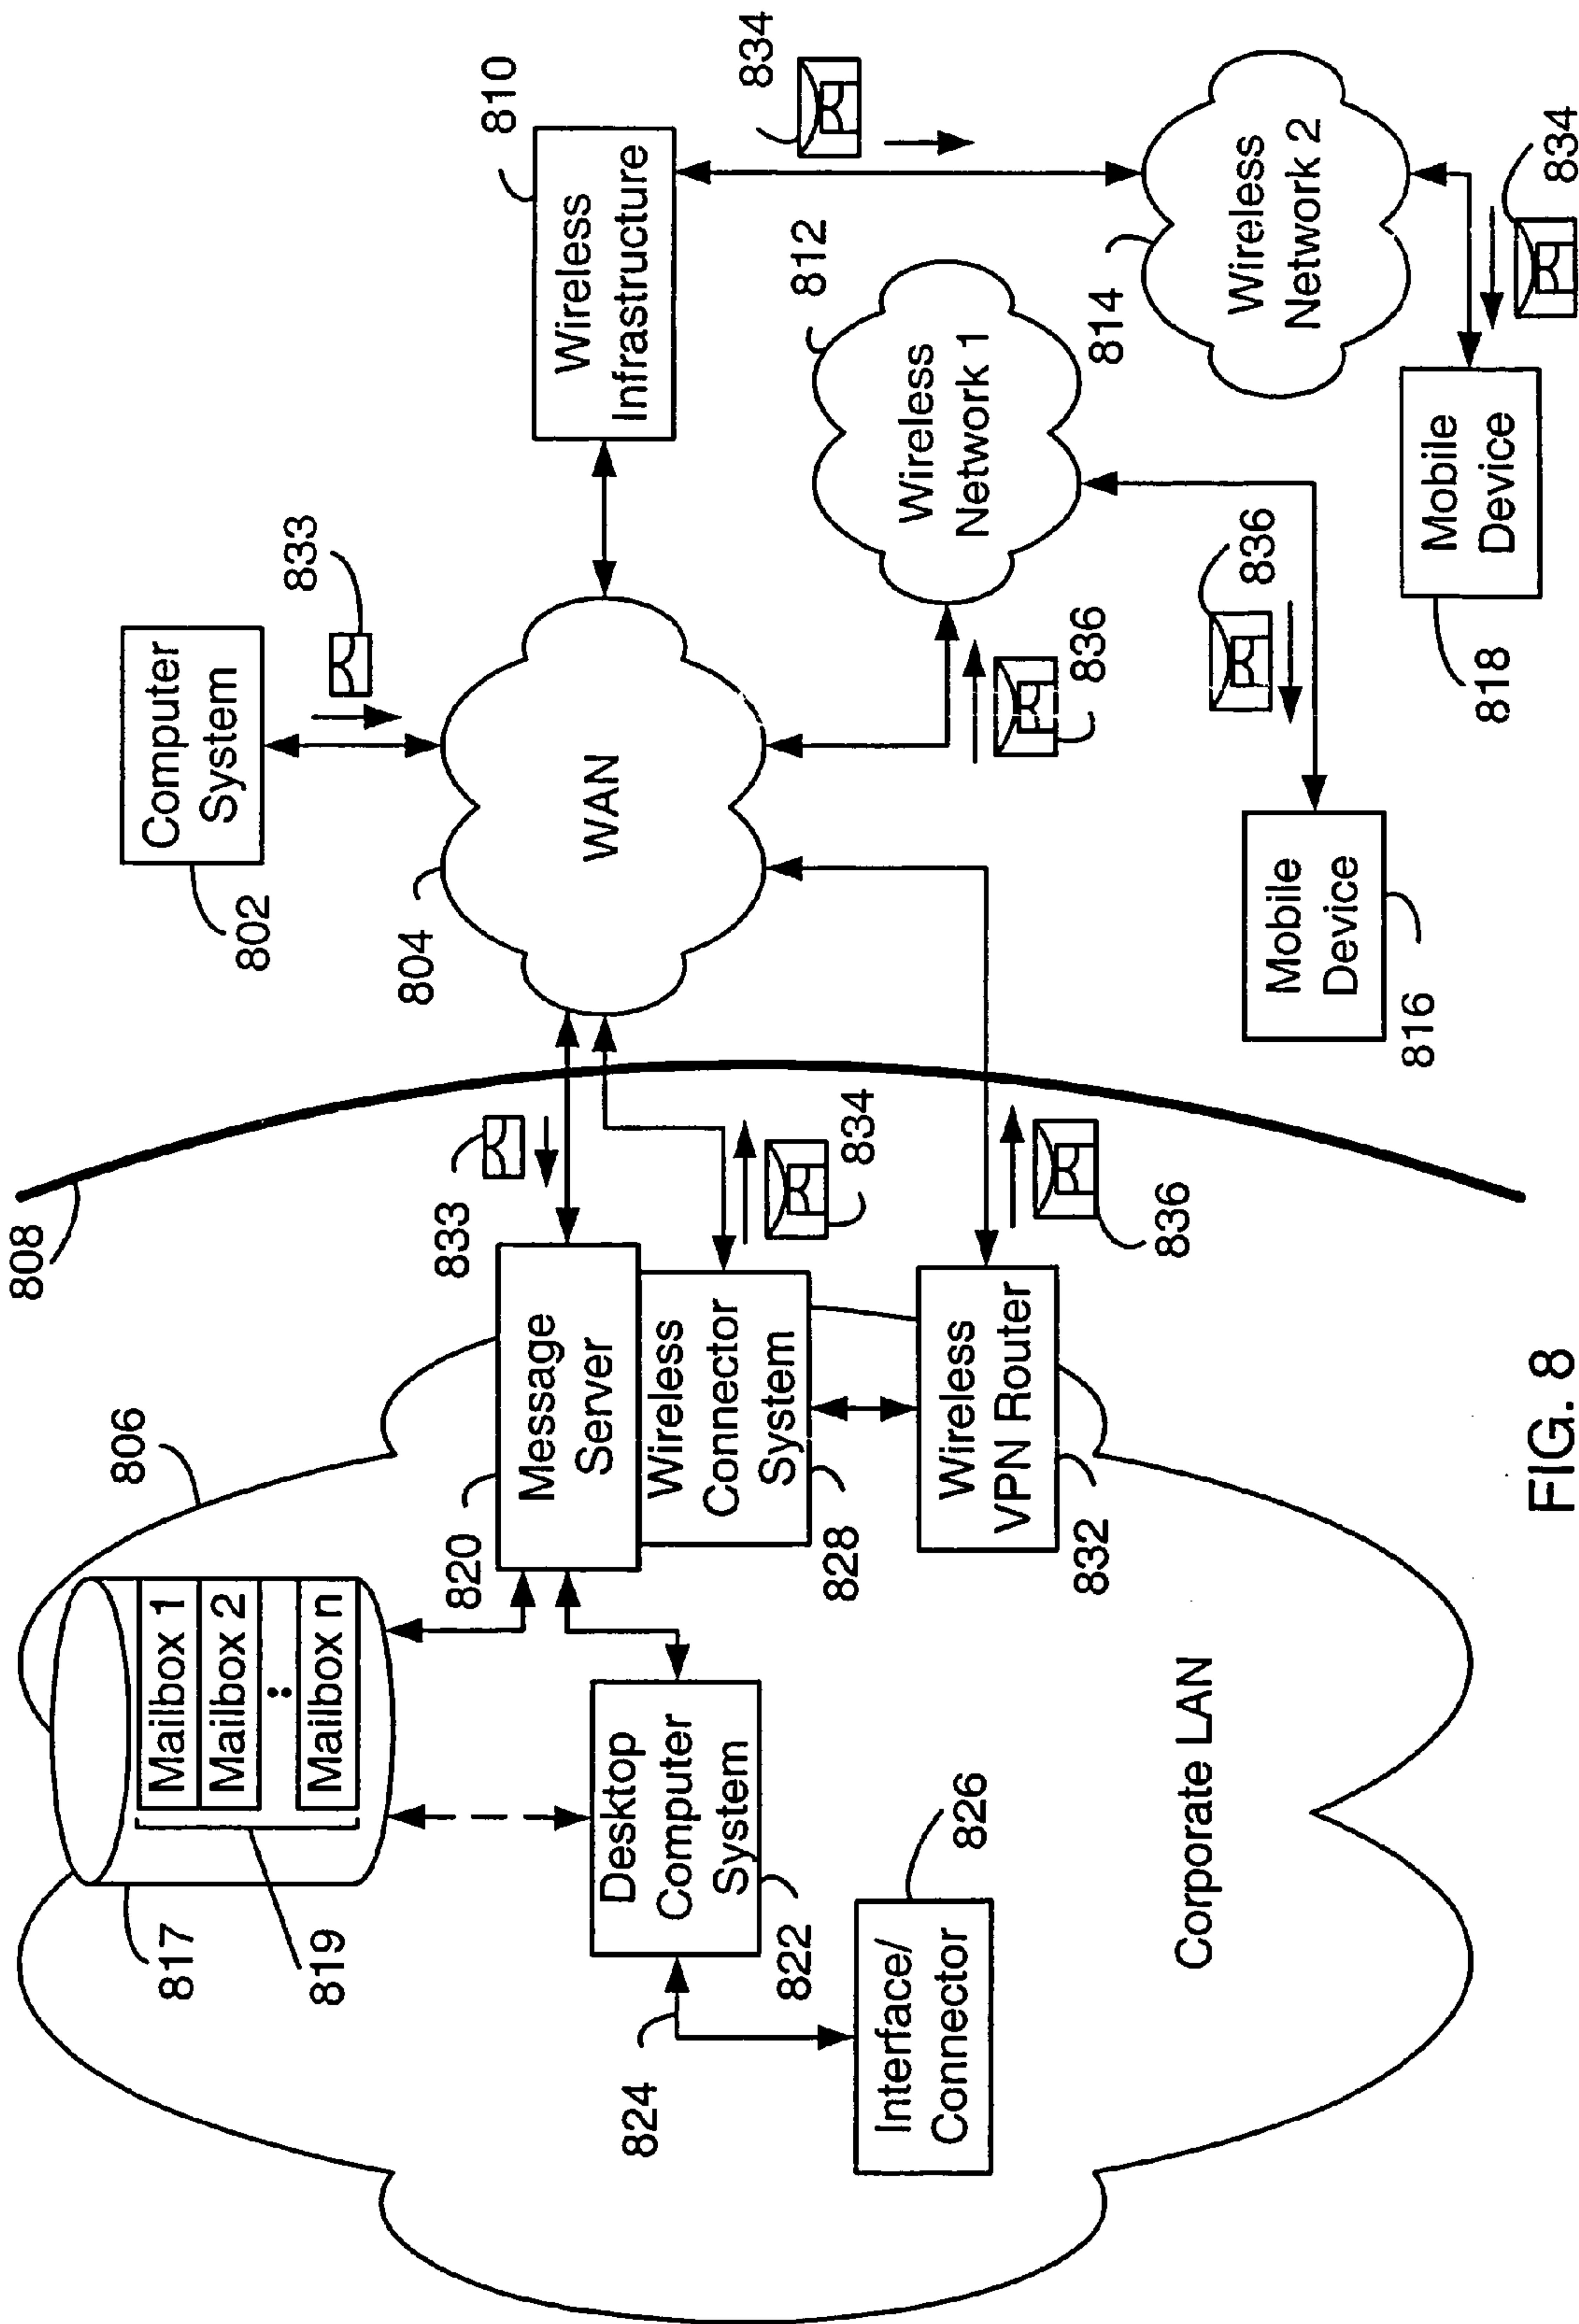 808
806
817
819
Mailbox 1
Mailbox 2
:
Mailbox n
820
Message
Server
833
Wireless
Connector
System
828
834
Wireless
VPN Router
832
836
Desktop
Computer
System
822
824
Interface/
Connector
826
Corporate LAN
Computer
System
802
833
804
WAN
810
Wireless
Infrastructure
834
812
Wireless
Network 1
836
814
Wireless
Network 2
834
836
Mobile
Device
816
Mobile
Device
818
FIG. 8